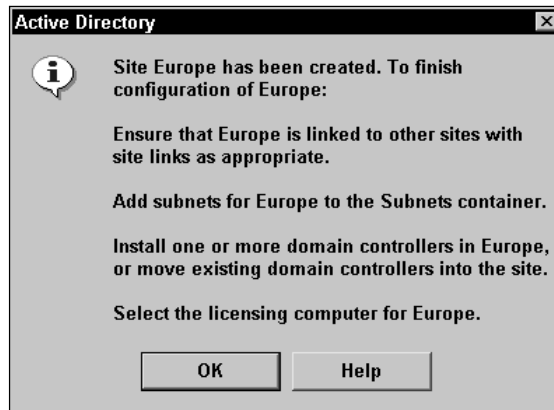 Active Directory
Site Europe has been created. To finish
configuration of Europe:
Ensure that Europe is linked to other sites with
site links as appropriate.
Add subnets for Europe to the Subnets container.
Install one or more domain controllers in Europe,
or move existing domain controllers into the site.
Select the licensing computer for Europe.
OK Help